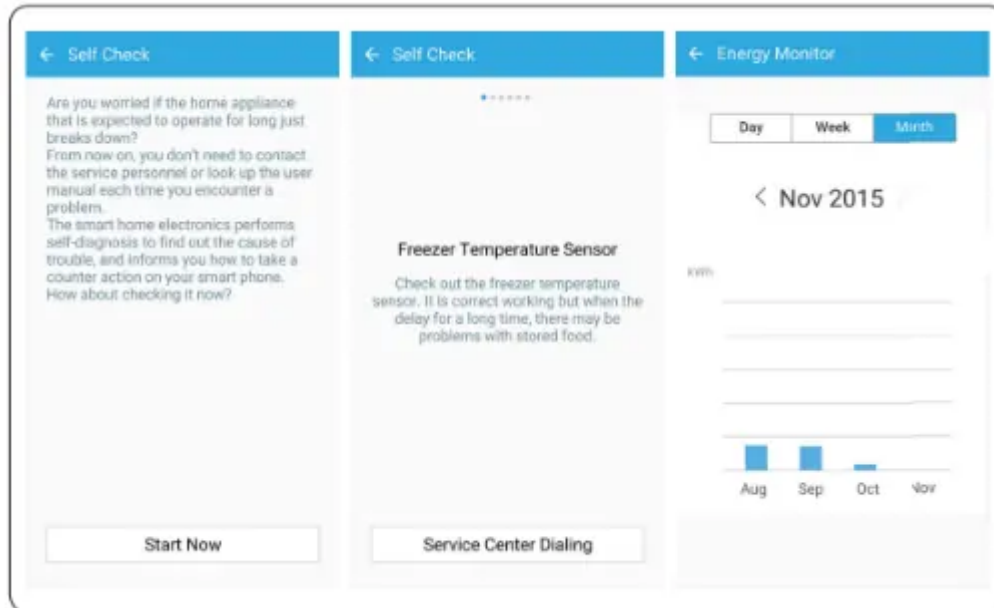 ← Self Check
Are you worried if the home appliance
that is expected to operate for long just
breaks down?
From now on, you don't need to contact
the service personnel or look up the user
manual each time you encounter a
problem.
The smart home electronics performs
self-diagnosis to find out the cause of
trouble, and informs you how to take a
counter action on your smart phone.
How about checking it now?
Start Now
← Self Check
Freezer Temperature Sensor
Check out the freezer temperature
sensor. It is correct working but when the
delay for a long time, there may be
problems with stored food.
Service Center Dialing
← Energy Monitor
Day Week Month
< Nov 2015
kWh
Aug Sep Oct Nov